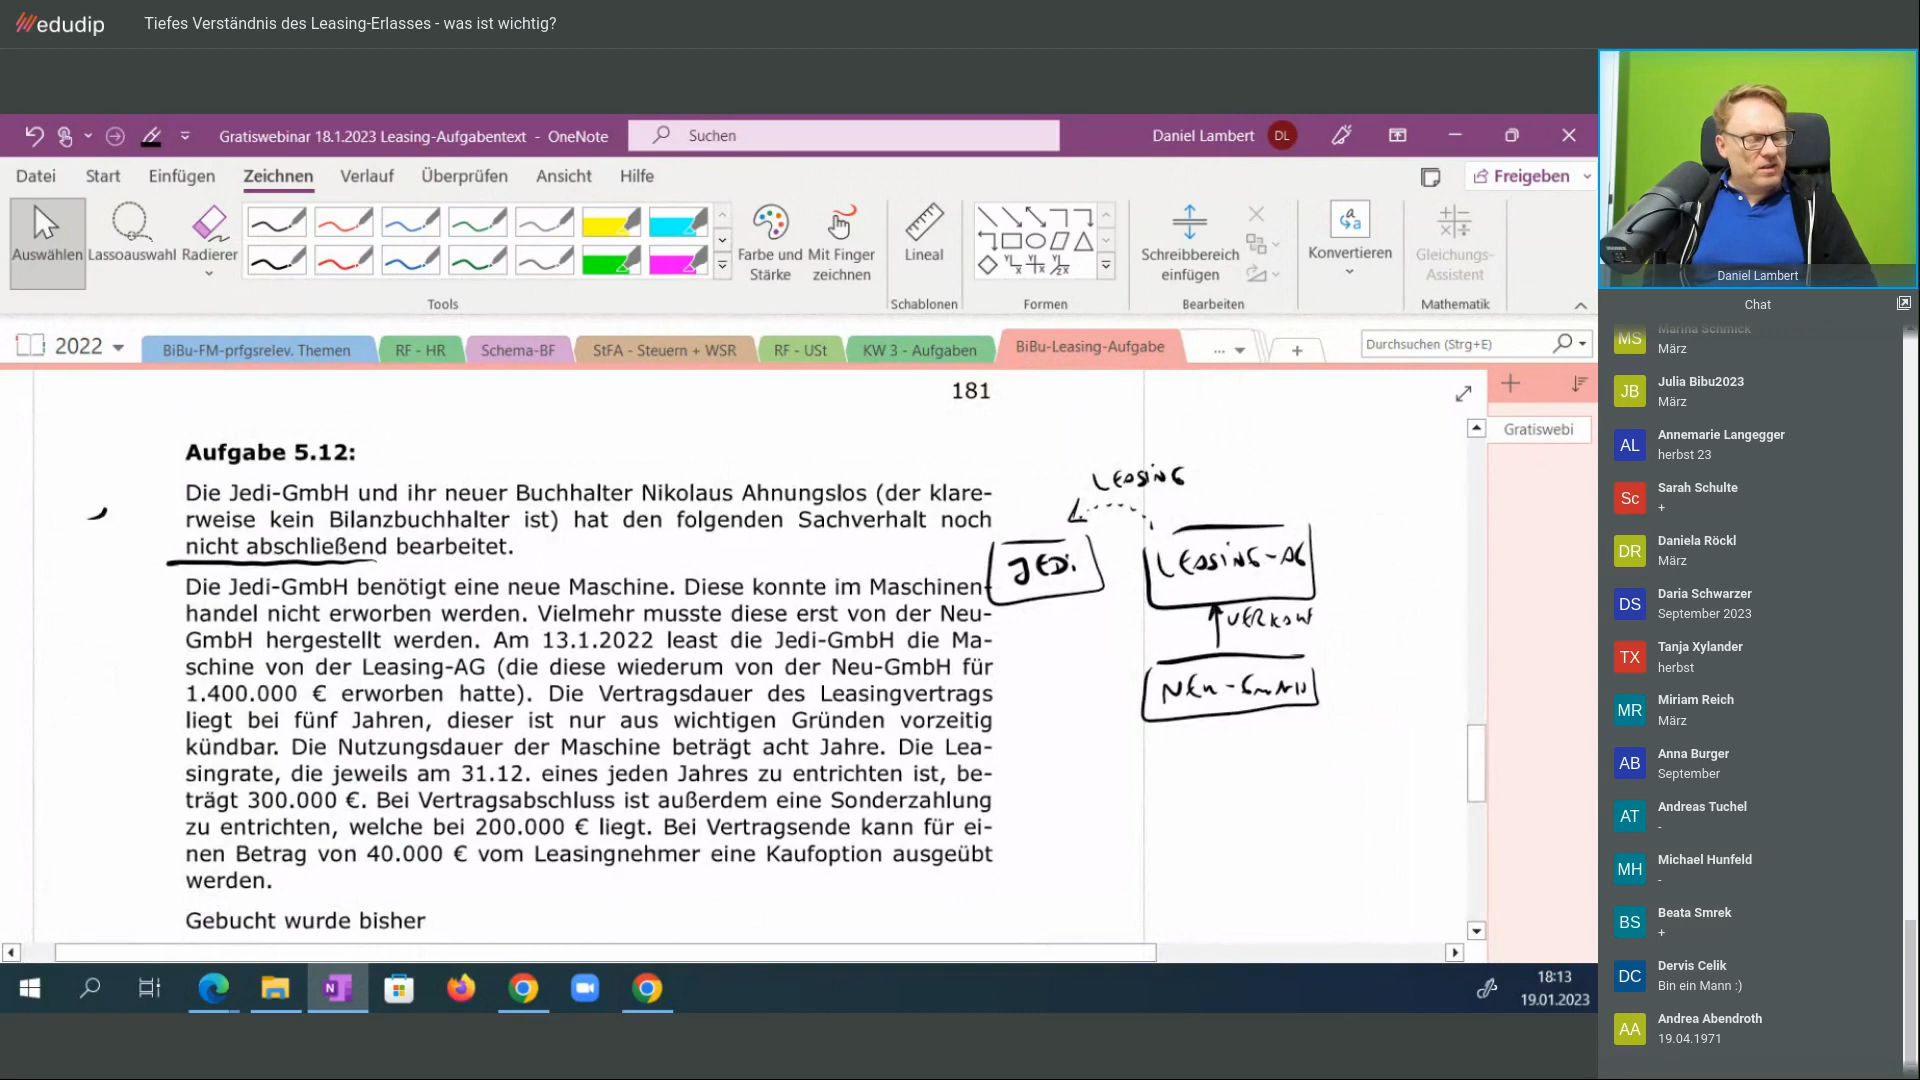 edudip
Tiefes Verständnis des Leasing-Erlasses - was ist wichtig?
Gratiswebinar 18.1.2023 Leasing-Aufgabentext - OneNote
Suchen
Daniel Lambert
DL
Datei
Start
Einfügen
Zeichnen
Verlauf
Überprüfen
Ansicht
Hilfe
Freigeben
Auswählen
Lassoauswahl
Radierer
Farbe und
Stärke
Mit Finger
zeichnen
Lineal
Schreibbereich
einfügen
Konvertieren
Gleichungs-
Assistent
Tools
Schablonen
Formen
Bearbeiten
Mathematik
2022
BiBu-FM-prfgsrelev. Themen
RF - HR
Schema-BF
StFA - Steuern + WSR
RF - USt
KW 3 - Aufgaben
BiBu-Leasing-Aufgabe
...
Durchsuchen (Strg+E)
Gratiswebi
181
Aufgabe 5.12:
Die Jedi-GmbH und ihr neuer Buchhalter Nikolaus Ahnungslos (der klare-
rweise kein Bilanzbuchhalter ist) hat den folgenden Sachverhalt noch
nicht abschließend bearbeitet.
Die Jedi-GmbH benötigt eine neue Maschine. Diese konnte im Maschinen-
handel nicht erworben werden. Vielmehr musste diese erst von der Neu-
GmbH hergestellt werden. Am 13.1.2022 least die Jedi-GmbH die Ma-
schine von der Leasing-AG (die diese wiederum von der Neu-GmbH für
1.400.000 € erworben hatte). Die Vertragsdauer des Leasingvertrags
liegt bei fünf Jahren, dieser ist nur aus wichtigen Gründen vorzeitig
kündbar. Die Nutzungsdauer der Maschine beträgt acht Jahre. Die Lea-
singrate, die jeweils am 31.12. eines jeden Jahres zu entrichten ist, be-
trägt 300.000 €. Bei Vertragsabschluss ist außerdem eine Sonderzahlung
zu entrichten, welche bei 200.000 € liegt. Bei Vertragsende kann für ei-
nen Betrag von 40.000 € vom Leasingnehmer eine Kaufoption ausgeübt
werden.
Gebucht wurde bisher
LEASING
JEDI
LEASING-AG
VERKAUF
NEU-GMBH
18:13
19.01.2023
Daniel Lambert
Chat
MS
Marina Schmick
März
JB
Julia Bibu2023
März
AL
Annemarie Langegger
herbst 23
Sc
Sarah Schulte
+
DR
Daniela Röckl
März
DS
Daria Schwarzer
September 2023
TX
Tanja Xylander
herbst
MR
Miriam Reich
März
AB
Anna Burger
September
AT
Andreas Tuchel
-
MH
Michael Hunfeld
-
BS
Beata Smrek
+
DC
Dervis Celik
Bin ein Mann :)
AA
Andrea Abendroth
19.04.1971